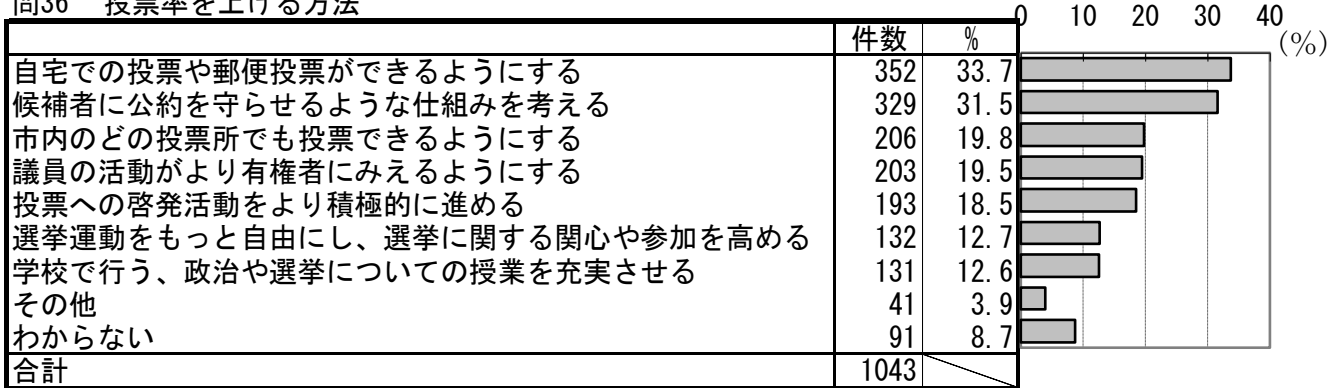 問36 投票率を上げる方法
0 10 20 30 40
(%)
件数 %
自宅での投票や郵便投票ができるようにする 352 33.7
候補者に公約を守らせるような仕組みを考える 329 31.5
市内のどの投票所でも投票できるようにする 206 19.8
議員の活動がより有権者にみえるようにする 203 19.5
投票への啓発活動をより積極的に進める 193 18.5
選挙運動をもっと自由にし、選挙に関する関心や参加を高める 132 12.7
学校で行う、政治や選挙についての授業を充実させる 131 12.6
その他 41 3.9
わからない 91 8.7
合計 1043